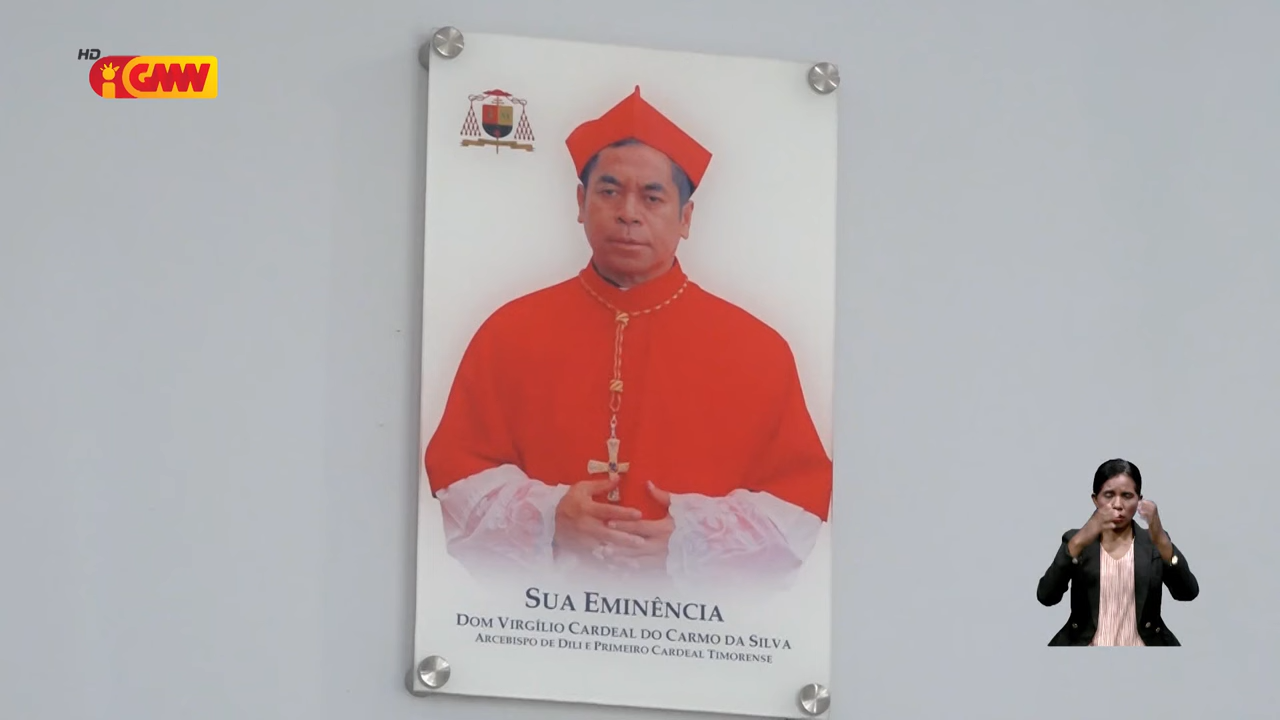 HD
GMN
SUA EMINÊNCIA
DOM VIRGÍLIO CARDEAL DO CARMO DA SILVA
ARCEBISPO DE DILI E PRIMEIRO CARDEAL TIMORENSE